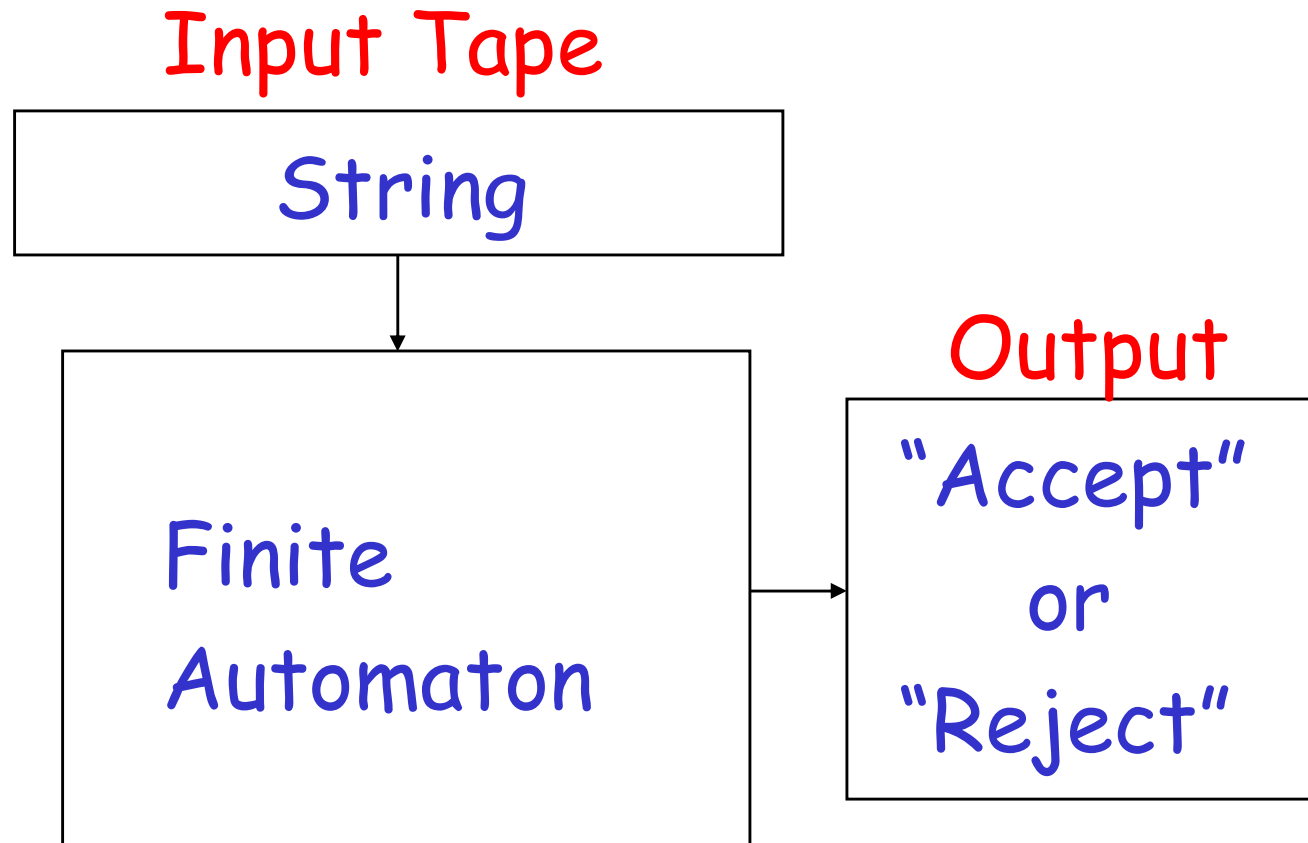 Input Tape
String
Output
“Accept”
or
“Reject”
Finite
Automaton